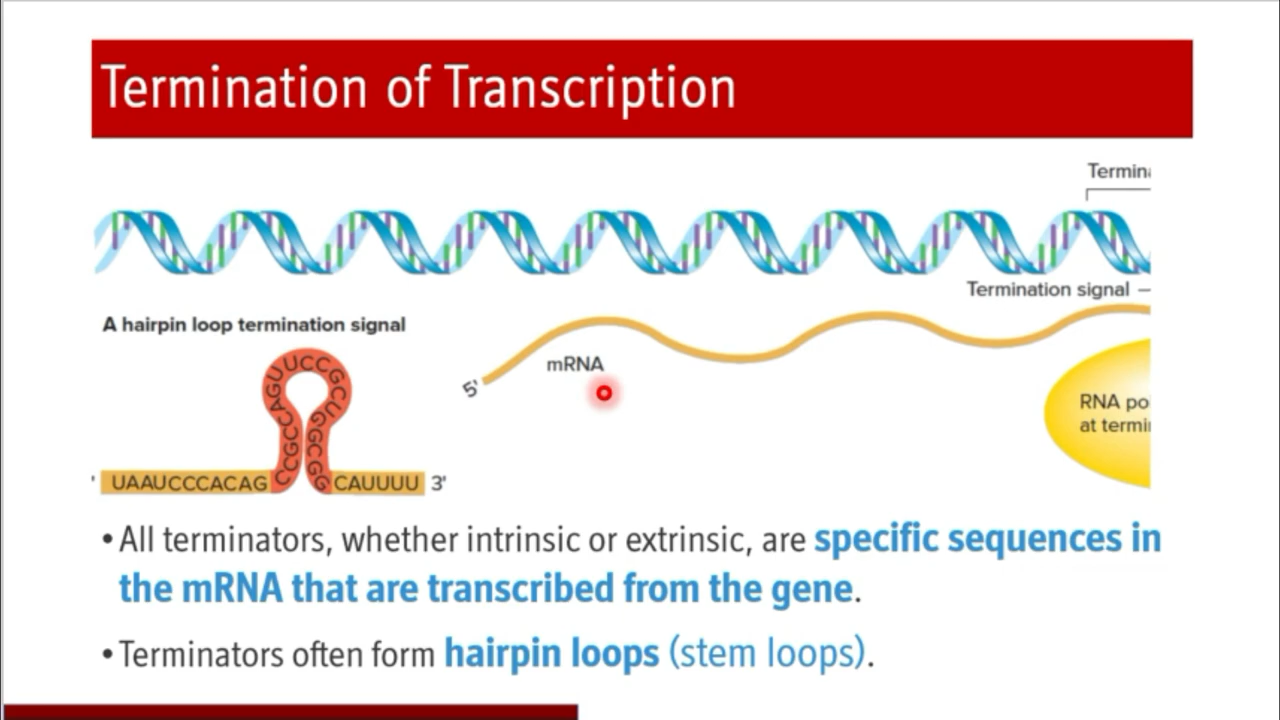 Termination of Transcription
Termin
Termination signal
A hairpin loop termination signal
mRNA
5'
RNA po
at termi
' UAAUCCCACAG CCGCCAGUUCCGCUGGCGG CAUUUU 3'
•All terminators, whether intrinsic or extrinsic, are specific sequences in
the mRNA that are transcribed from the gene.
•Terminators often form hairpin loops (stem loops).